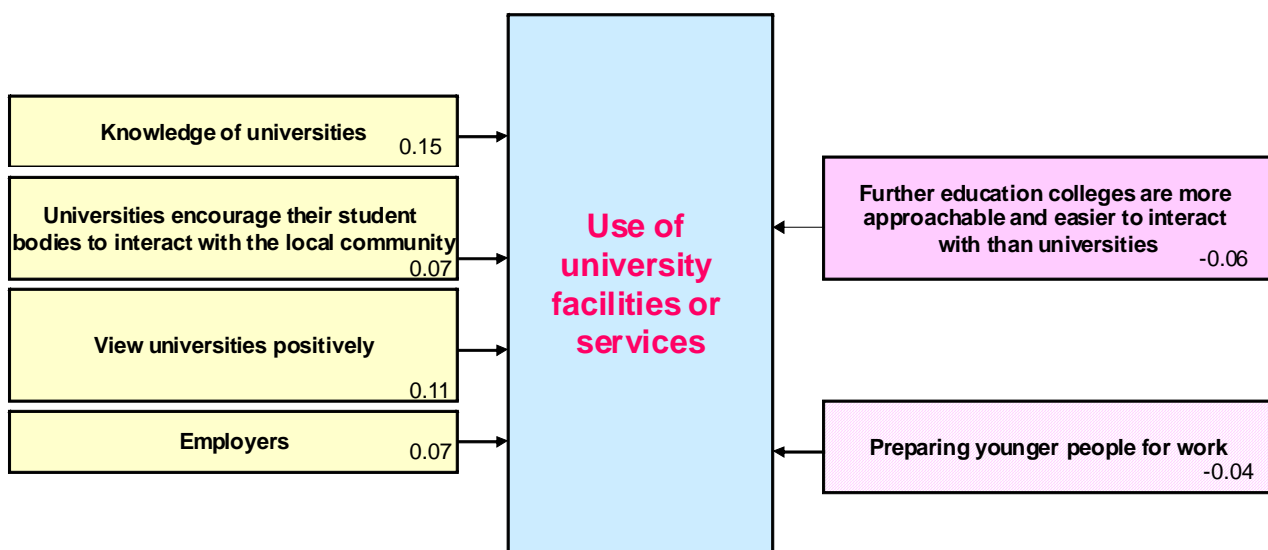 Knowledge of universities
0.15
Universities encourage their student
bodies to interact with the local community
0.07
View universities positively
0.11
Employers
0.07
Use of
university
facilities or
services
Further education colleges are more
approachable and easier to interact
with than universities
-0.06
Preparing younger people for work
-0.04